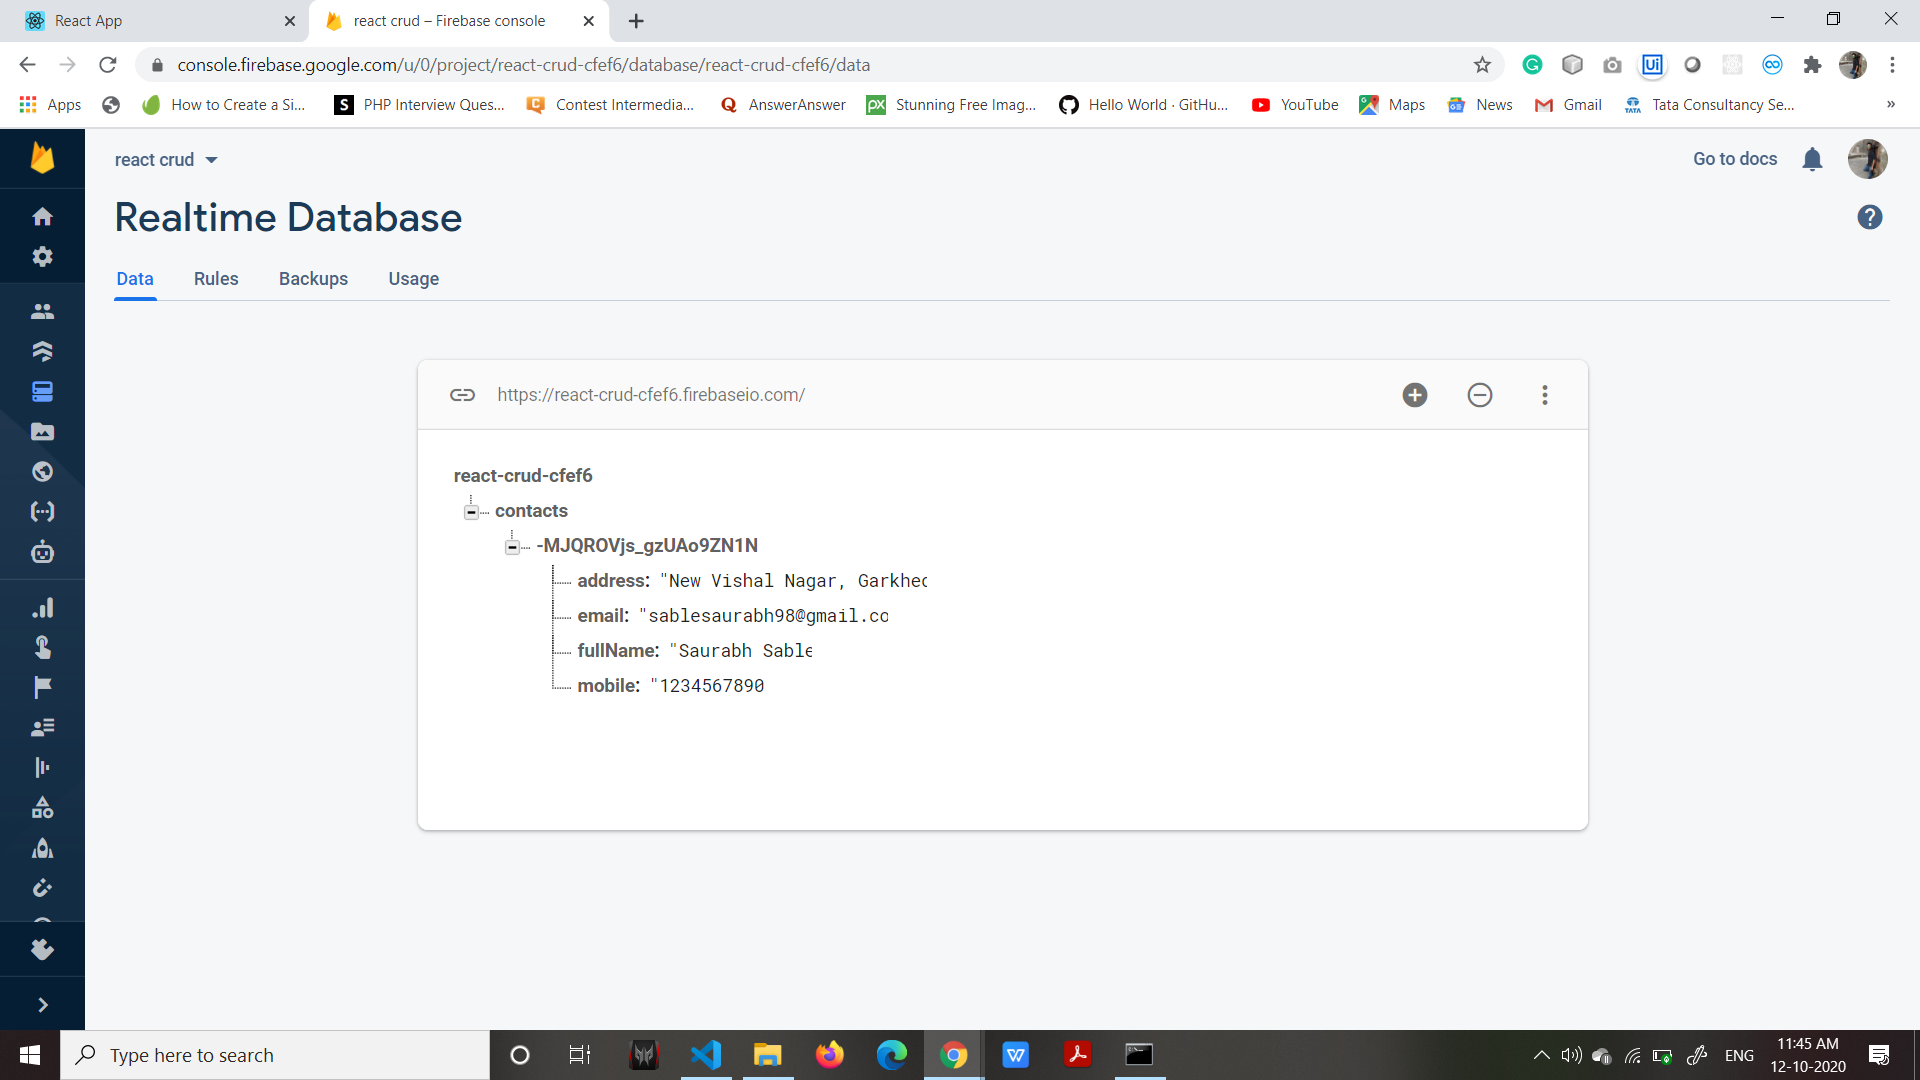 React App
react crud – Firebase console
console.firebase.google.com/u/0/project/react-crud-cfef6/database/react-crud-cfef6/data
Apps
How to Create a Si...
S PHP Interview Ques...
Contest Intermedia...
AnswerAnswer
Stunning Free Imag...
Hello World · GitHu...
YouTube
Maps
News
Gmail
Tata Consultancy Se...
»
react crud
Go to docs
Realtime Database
Data
Rules
Backups
Usage
https://react-crud-cfef6.firebaseio.com/
react-crud-cfef6
contacts
-MJQROVjs_gzUAo9ZN1N
address: "New Vishal Nagar, Garkhed
email: "sablesaurabh98@gmail.co
fullName: "Saurabh Sable
mobile: "1234567890
Type here to search
ENG
11:45 AM
12-10-2020